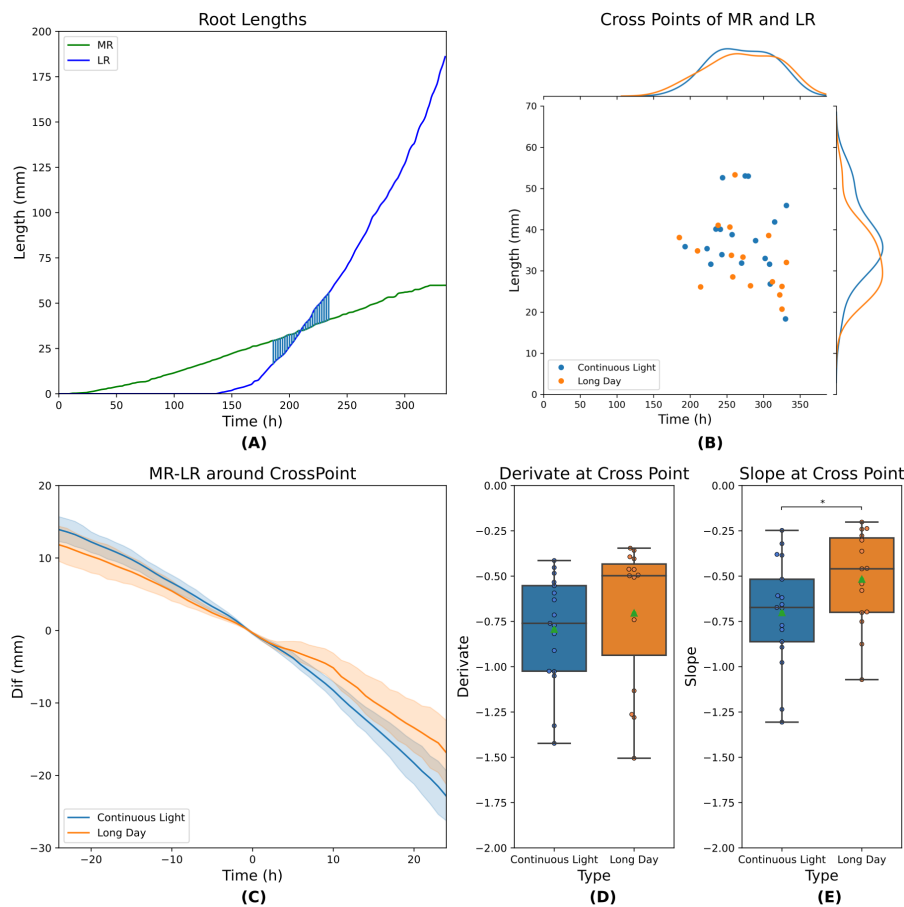 Root Lengths
200
175
150
125
100
75
50
25
0
Length (mm)
MR
LR
0 50 100 150 200 250 300
Time (h)
(A)
Cross Points of MR and LR
70
60
50
40
30
20
10
0
Length (mm)
Continuous Light
Long Day
0 50 100 150 200 250 300 350
Time (h)
(B)
MR-LR around CrossPoint
20
10
0
−10
−20
−30
Dif (mm)
Continuous Light
Long Day
−20 −10 0 10 20
Time (h)
(C)
Derivate at Cross Point
0.00
−0.25
−0.50
−0.75
−1.00
−1.25
−1.50
−1.75
−2.00
Derivate
Continuous Light Long Day
Type
(D)
Slope at Cross Point
0.00
−0.25
−0.50
−0.75
−1.00
−1.25
−1.50
−1.75
−2.00
Slope
*
Continuous Light Long Day
Type
(E)